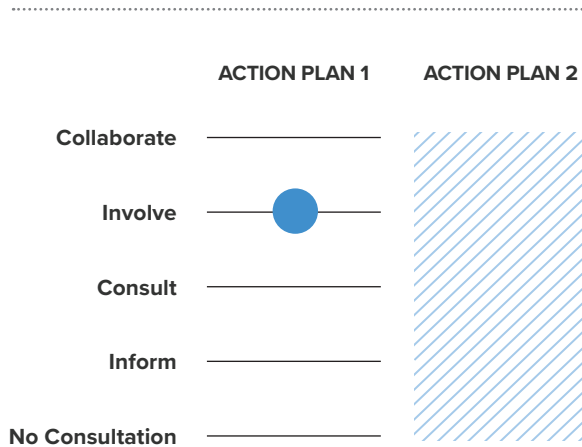 ACTION PLAN 1 ACTION PLAN 2
Collaborate
Involve
Consult
Inform
No Consultation